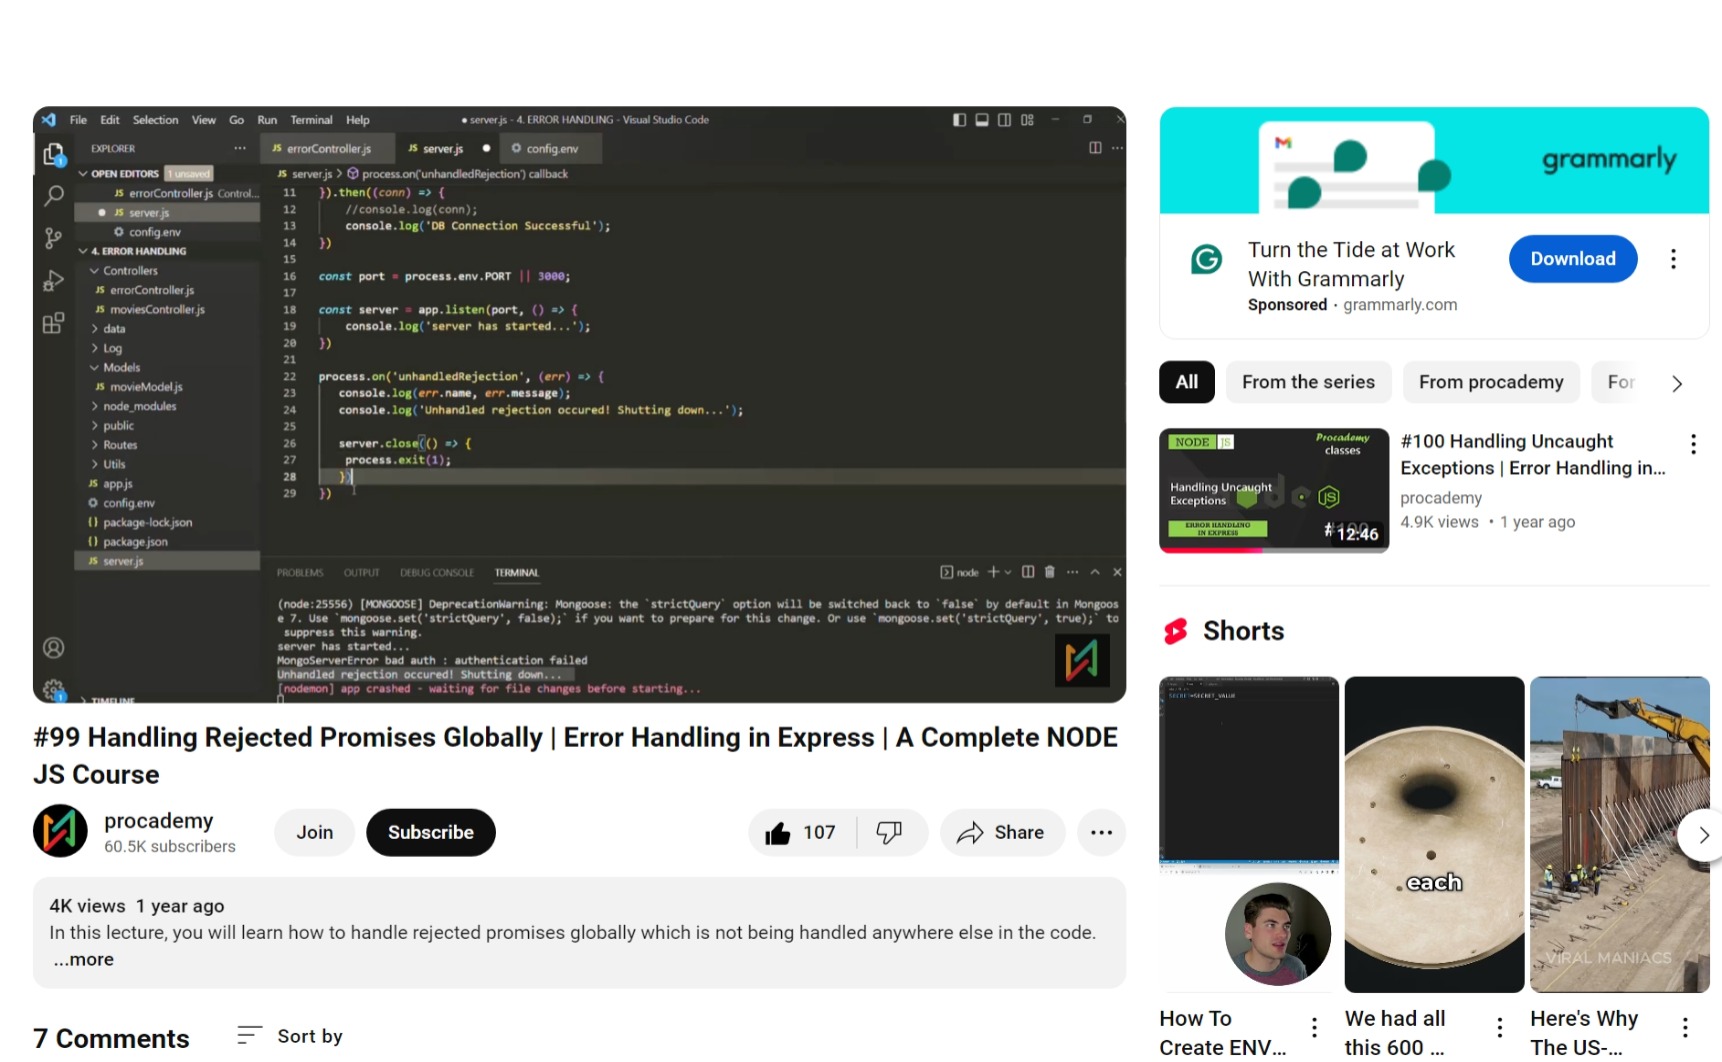 File Edit Selection View Go Run Terminal Help
● server.js - 4. ERROR HANDLING - Visual Studio Code
EXPLORER ...
JS errorController.js
JS server.js ●
config.env
OPEN EDITORS 1 unsaved
JS errorController.js Control...
● JS server.js
config.env
4. ERROR HANDLING
Controllers
JS errorController.js
JS moviesController.js
data
Log
Models
JS movieModel.js
node_modules
public
Routes
Utils
JS app.js
config.env
{} package-lock.json
{} package.json
JS server.js
TIMELINE
JS server.js > process.on('unhandledRejection') callback
11 }).then((conn) => {
12 //console.log(conn);
13 console.log('DB Connection Successful');
14 })
15
16 const port = process.env.PORT || 3000;
17
18 const server = app.listen(port, () => {
19 console.log('server has started...');
20 })
21
22 process.on('unhandledRejection', (err) => {
23 console.log(err.name, err.message);
24 console.log('Unhandled rejection occured! Shutting down...');
25
26 server.close(() => {
27 process.exit(1);
28 })
29 })
PROBLEMS OUTPUT DEBUG CONSOLE TERMINAL
node
(node:25556) [MONGOOSE] DeprecationWarning: Mongoose: the `strictQuery` option will be switched back to `false` by default in Mongoos
e 7. Use `mongoose.set('strictQuery', false);` if you want to prepare for this change. Or use `mongoose.set('strictQuery', true);` to
suppress this warning.
server has started...
MongoServerError bad auth : authentication failed
Unhandled rejection occured! Shutting down...
[nodemon] app crashed - waiting for file changes before starting...
#99 Handling Rejected Promises Globally | Error Handling in Express | A Complete NODE
JS Course
procademy
60.5K subscribers
Join
Subscribe
107
Share
4K views 1 year ago
In this lecture, you will learn how to handle rejected promises globally which is not being handled anywhere else in the code.
...more
7 Comments
Sort by
grammarly
Turn the Tide at Work
With Grammarly
Sponsored · grammarly.com
Download
All
From the series
From procademy
For
NODE JS
Procademy
classes
Handling Uncaught
Exceptions
JS
ERROR HANDLING
IN EXPRESS
12:46
#100 Handling Uncaught
Exceptions | Error Handling in...
procademy
4.9K views • 1 year ago
Shorts
SECRET=SECRET_VALUE
each
VIRAL MANIACS
How To
Create ENV...
We had all
this 600 ...
Here's Why
The US-...